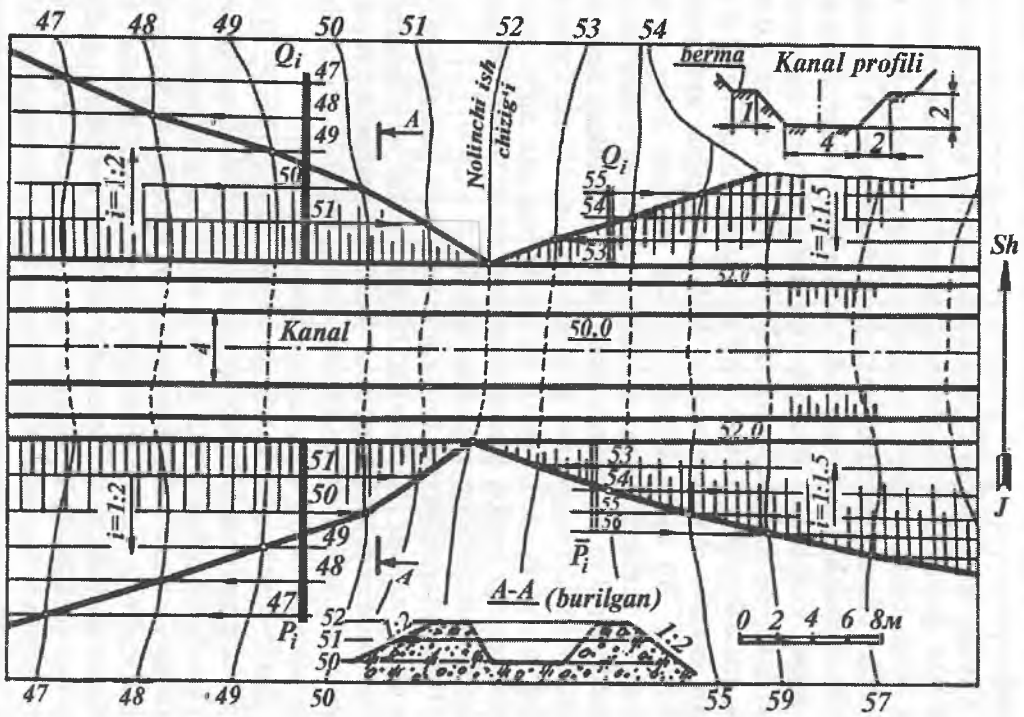 47 48 49 50 51 52 53 54
berma
Kanal profili
Qi
47
48
49
50
51
A
Nolinchi ish
chizig'i
i=1:2
Qi
55
54
53
i=1:1.5
1 4 2
2
Sh
52.0
Kanal
4
50.0
52.0
J
51
50
49
48
47
i=1:2
Pi
A
53
54
55
56
P̅i
i=1:1.5
A-A (burilgan)
52
51
50
1:2
1:2
0 2 4 6 8м
47 48 49 50 55 59 57